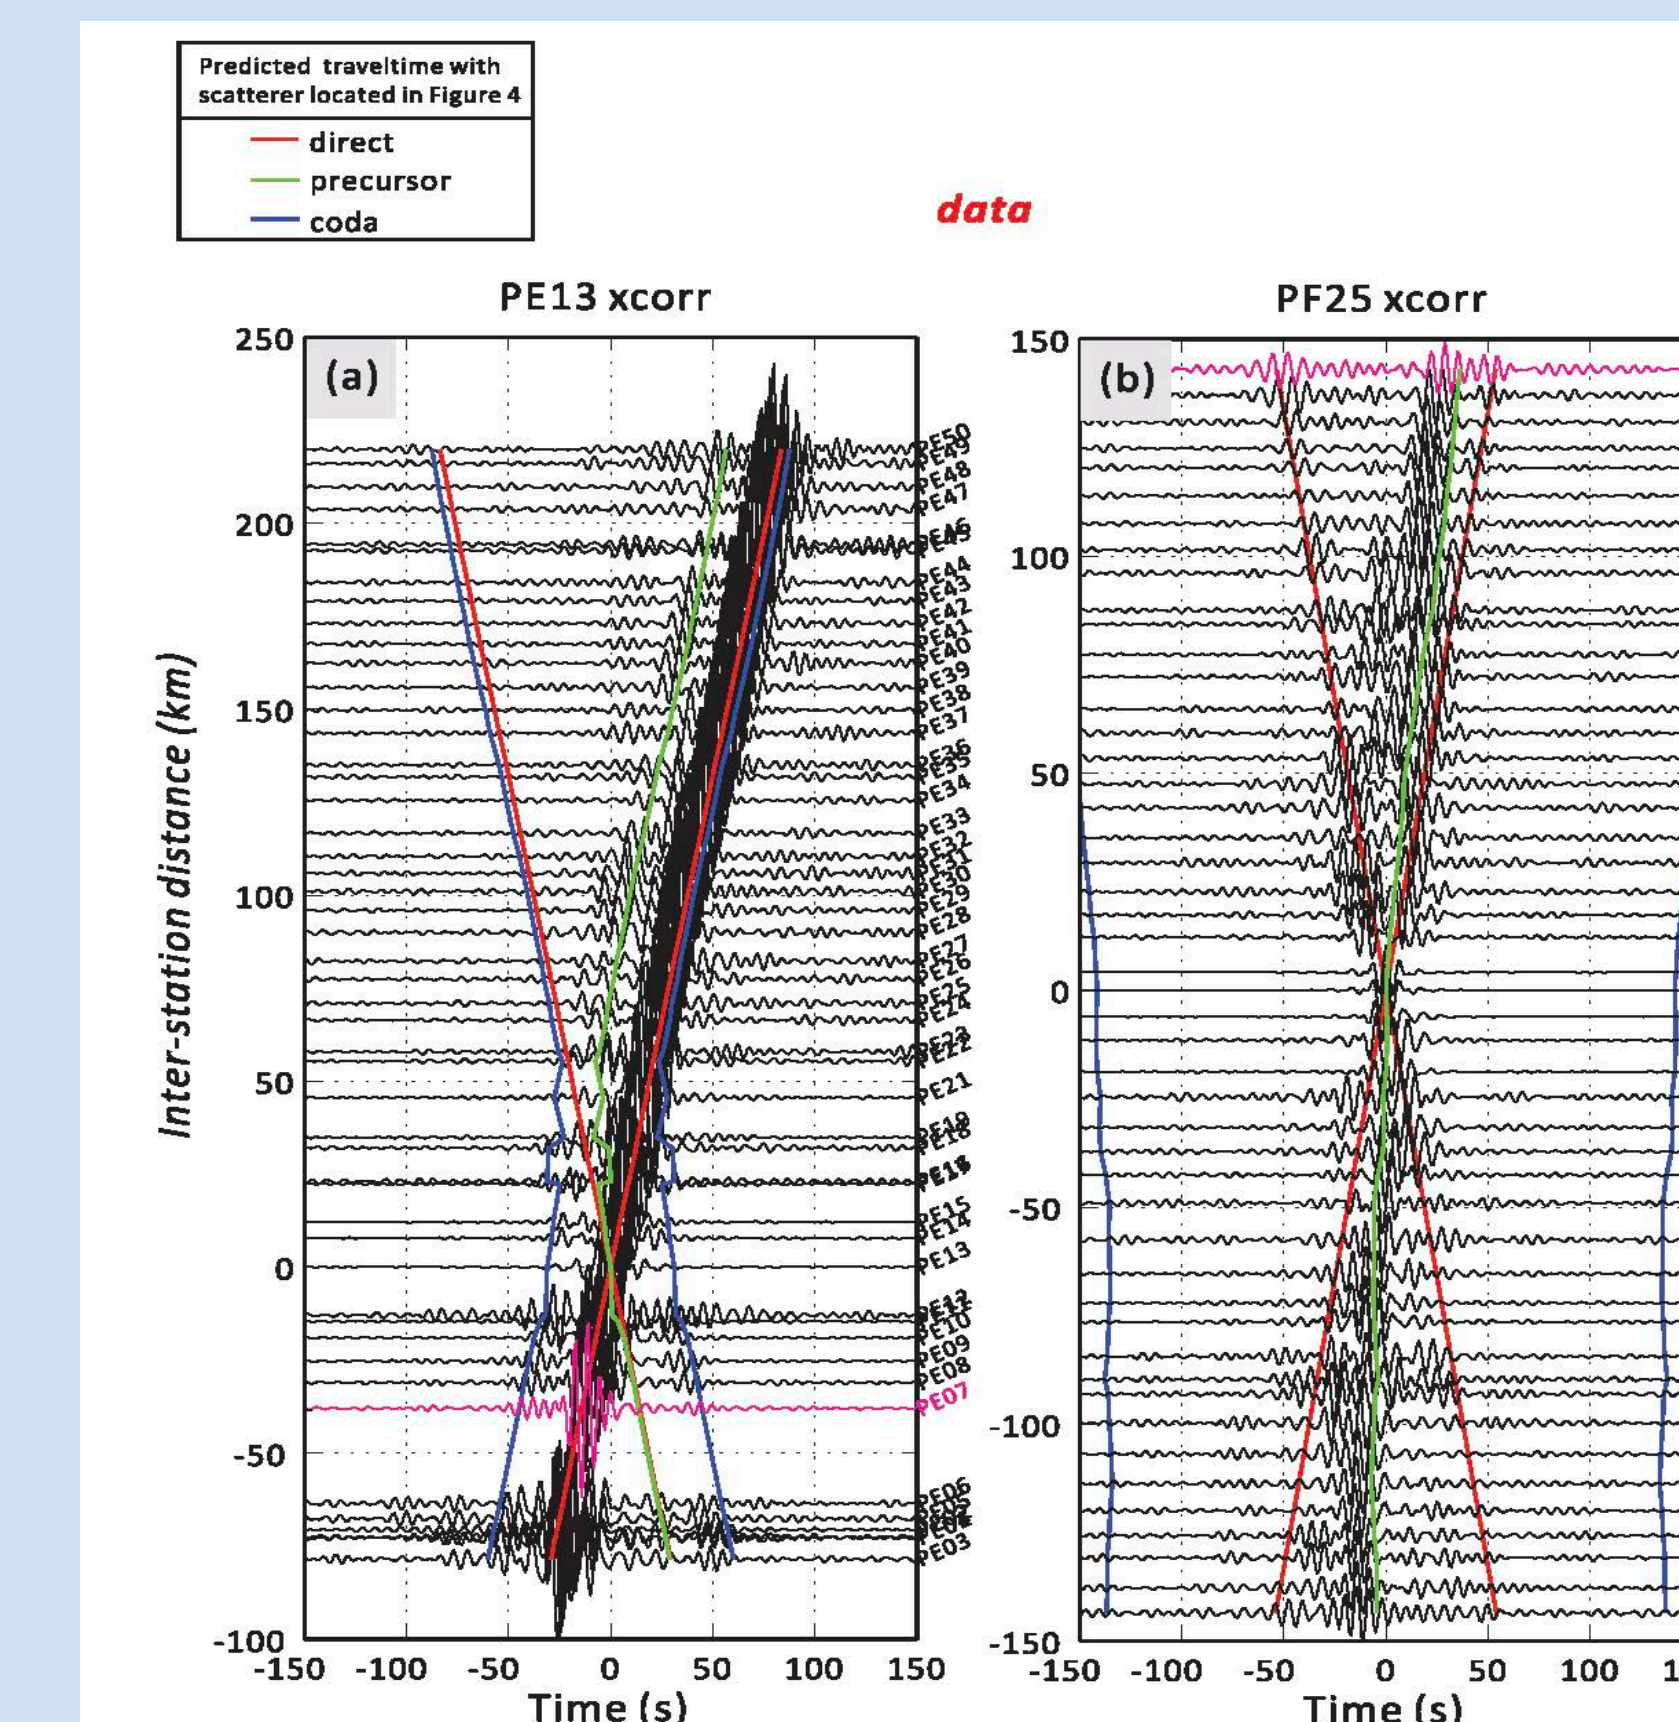 Predicted traveltime with
scatterer located in Figure 4
direct
precursor
coda
data
PE13 xcorr
PF25 xcorr
(a)
(b)
Inter-station distance (km)
250
200
150
100
50
0
-50
-100
150
100
50
0
-50
-100
-150
PE50
PE49
PE48
PE47
PE44
PE43
PE42
PE41
PE40
PE39
PE38
PE37
PE36
PE35
PE34
PE33
PE32
PE31
PE30
PE29
PE28
PE27
PE26
PE25
PE24
PE21
PE19
PE18
PE15
PE14
PE13
PE10
PE09
PE08
PE07
PE06
PE03
-150 -100 -50 0 50 100 150
-150 -100 -50 0 50 100
Time (s)
Time (s)